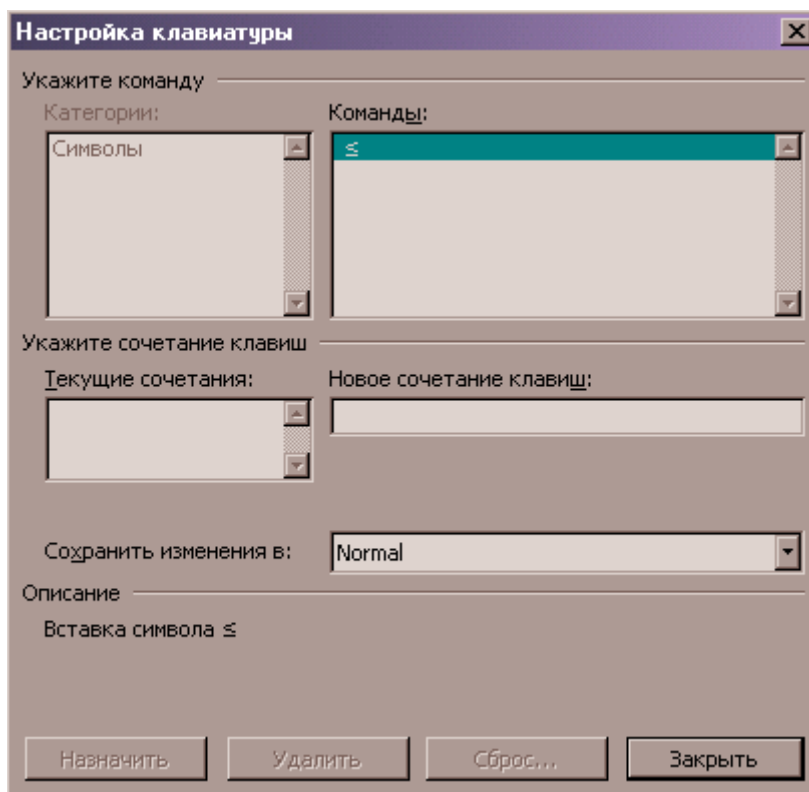 Настройка клавиатуры
Укажите команду
Категории: Команды:
Символы ≤
Укажите сочетание клавиш
Текущие сочетания: Новое сочетание клавиш:
Сохранить изменения в: Normal
Описание
Вставка символа ≤
Назначить Удалить Сброс... Закрыть